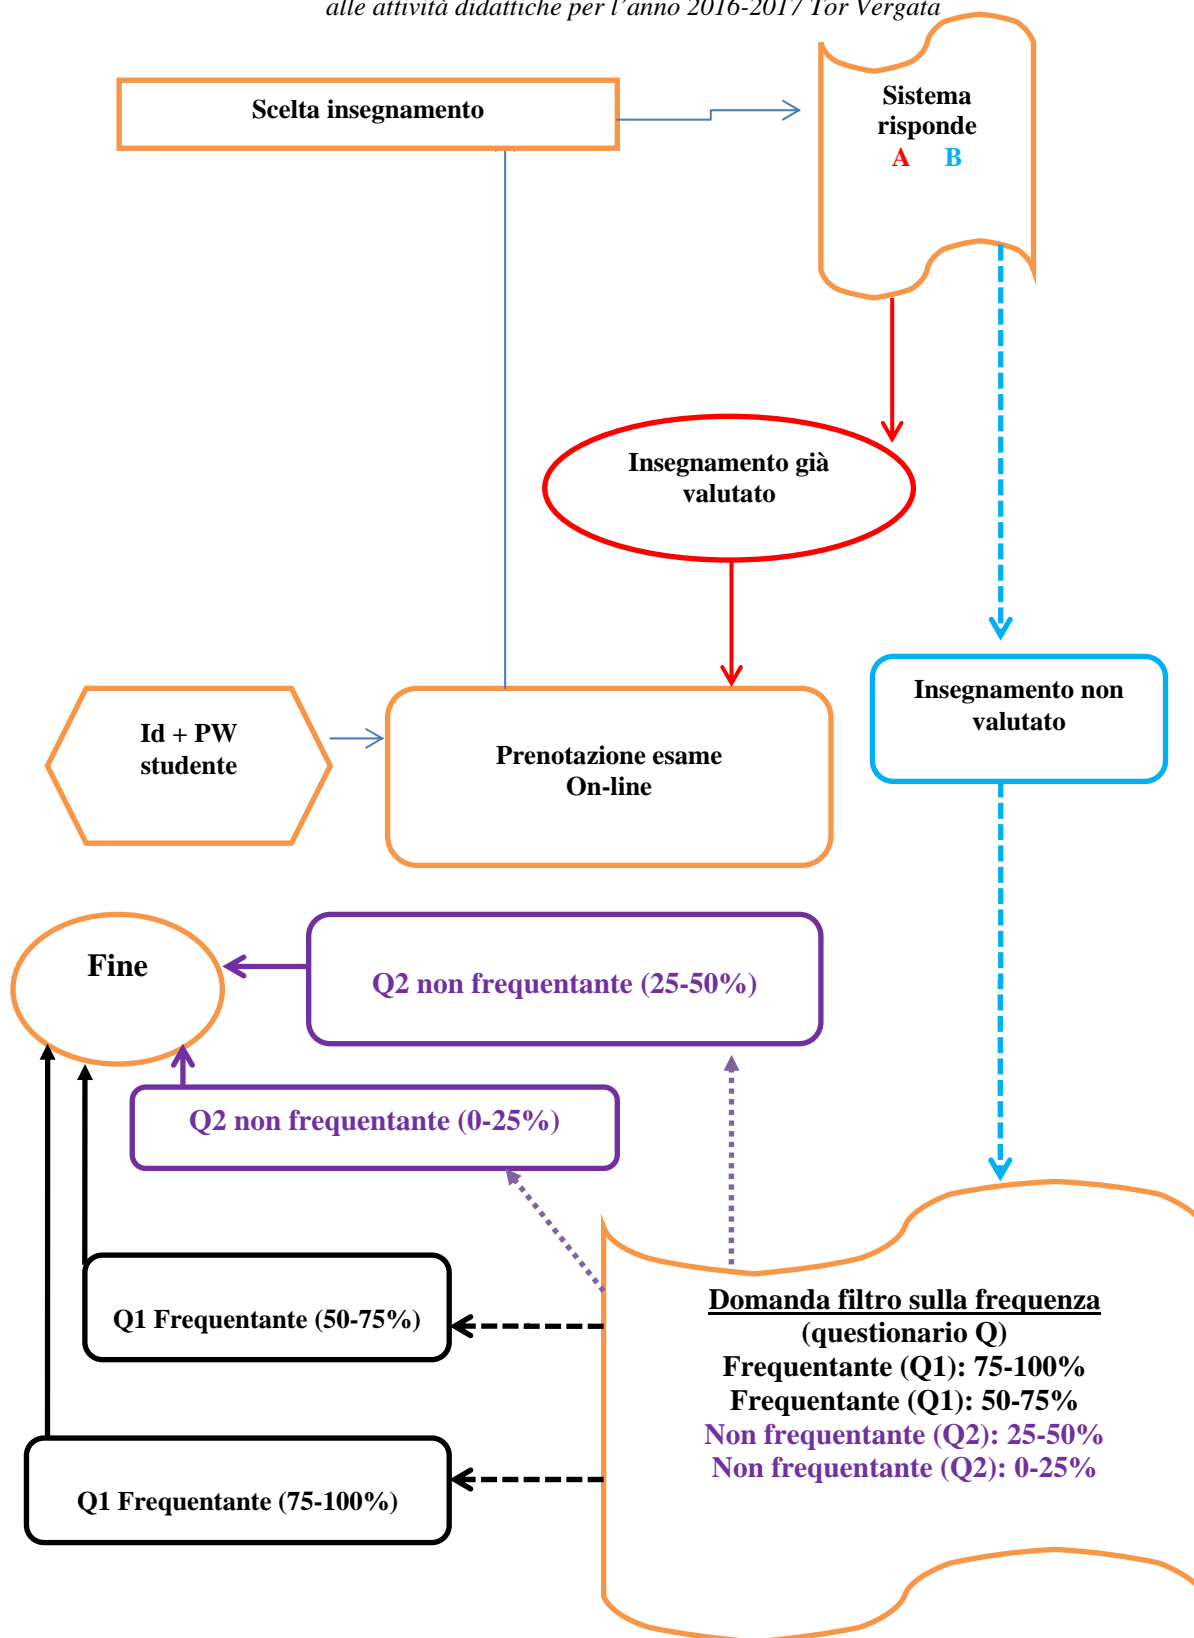 alle attività didattiche per l'anno 2016-2017 Tor Vergata
Scelta insegnamento
Sistema
risponde
A B
Insegnamento già
valutato
Insegnamento non
valutato
Id + PW
studente
Prenotazione esame
On-line
Fine
Q2 non frequentante (25-50%)
Q2 non frequentante (0-25%)
Q1 Frequentante (50-75%)
Q1 Frequentante (75-100%)
Domanda filtro sulla frequenza
(questionario Q)
Frequentante (Q1): 75-100%
Frequentante (Q1): 50-75%
Non frequentante (Q2): 25-50%
Non frequentante (Q2): 0-25%